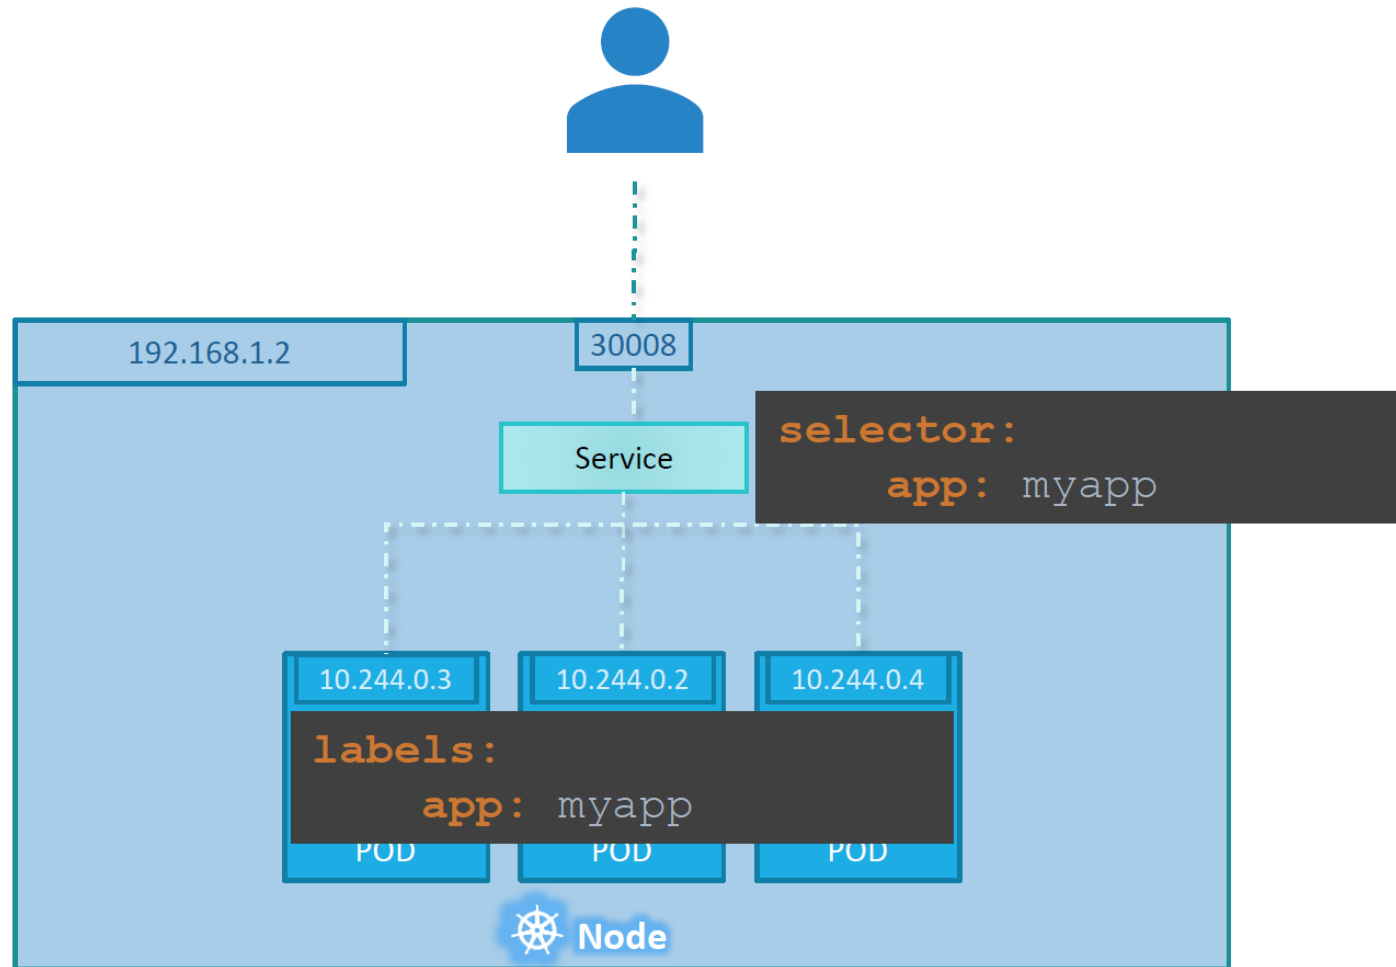 192.168.1.2
30008
Service
selector:
app: myapp
10.244.0.3
10.244.0.2
10.244.0.4
labels:
app: myapp
POD
POD
POD
Node